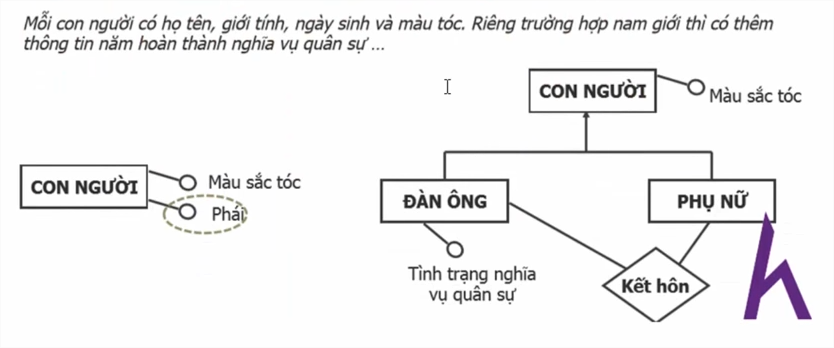 Mỗi con người có họ tên, giới tính, ngày sinh và màu tóc. Riêng trường hợp nam giới thì có thêm
thông tin năm hoàn thành nghĩa vụ quân sự ...
CON NGƯỜI
Màu sắc tóc
Phái
CON NGƯỜI
Màu sắc tóc
ĐÀN ÔNG
PHỤ NỮ
Tình trạng nghĩa
vụ quân sự
Kết hôn